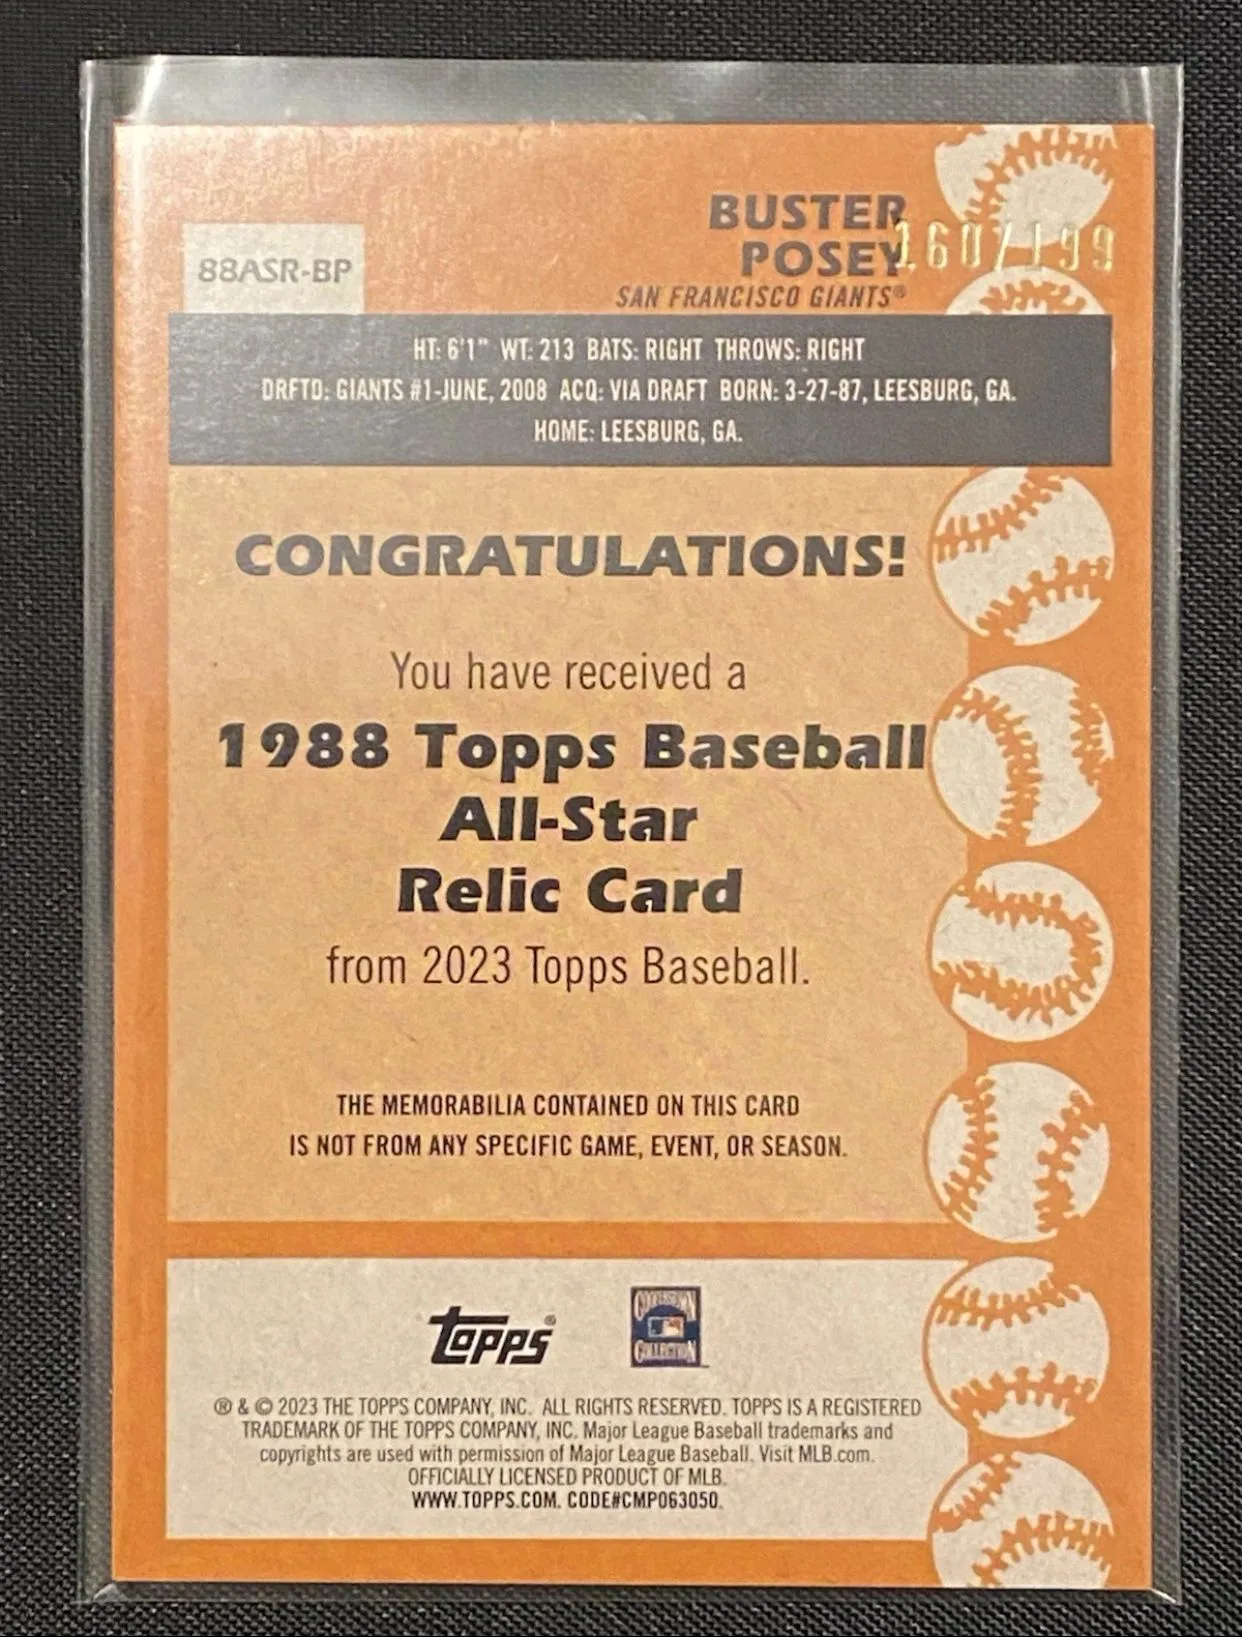 BUSTER
POSEY
160/199
88ASR-BP
SAN FRANCISCO GIANTS®
HT: 6'1" WT: 213 BATS: RIGHT THROWS: RIGHT
DRFTD: GIANTS #1-JUNE, 2008 ACQ: VIA DRAFT BORN: 3-27-87, LEESBURG, GA.
HOME: LEESBURG, GA.
CONGRATULATIONS!
You have received a
1988 Topps Baseball
All-Star
Relic Card
from 2023 Topps Baseball.
THE MEMORABILIA CONTAINED ON THIS CARD
IS NOT FROM ANY SPECIFIC GAME, EVENT, OR SEASON.
topps®
COOPERSTOWN
COLLECTION
® & © 2023 THE TOPPS COMPANY, INC. ALL RIGHTS RESERVED. TOPPS IS A REGISTERED
TRADEMARK OF THE TOPPS COMPANY, INC. Major League Baseball trademarks and
copyrights are used with permission of Major League Baseball. Visit MLB.com.
OFFICIALLY LICENSED PRODUCT OF MLB.
WWW.TOPPS.COM. CODE#CMP063050.